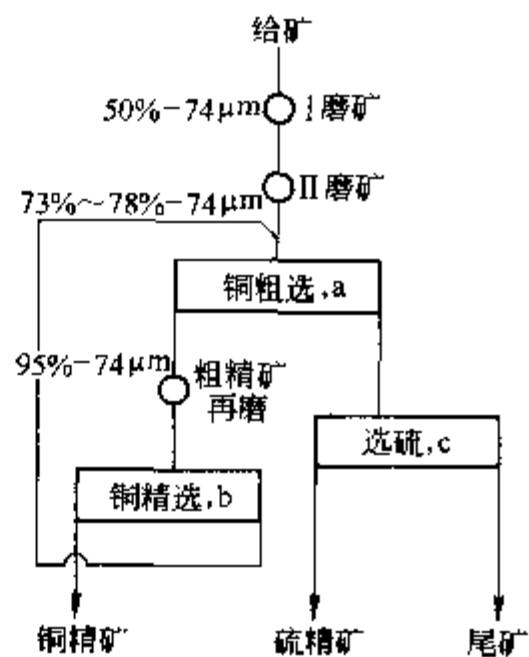 给矿
50%-74μm
I磨矿
II磨矿
73%~78%-74μm
铜粗选,a
95%-74μm
粗精矿
再磨
选硫,c
铜精选,b
铜精矿
硫精矿
尾矿